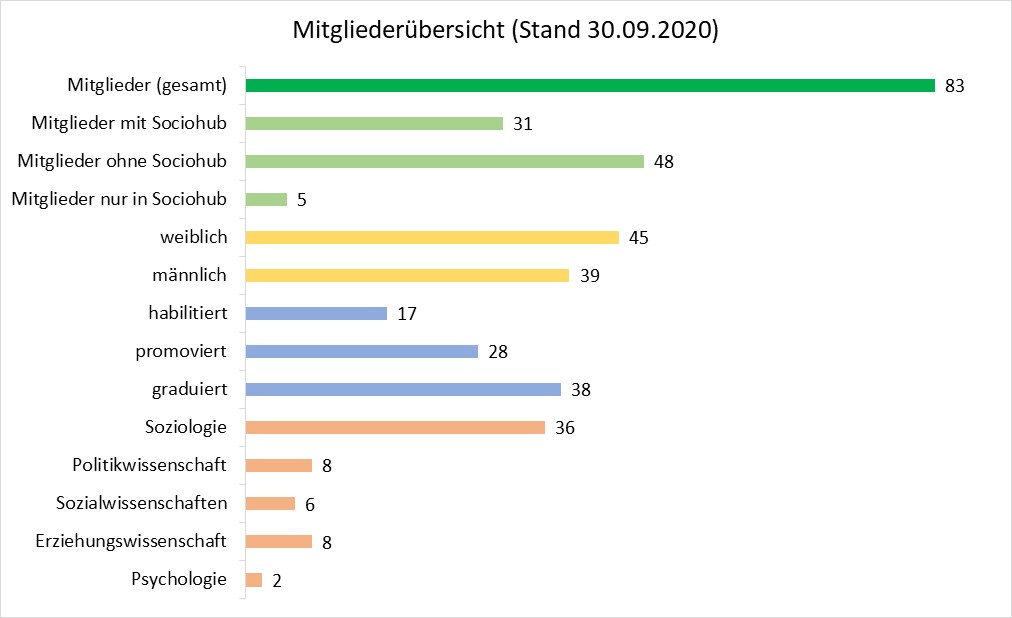 Mitgliederübersicht (Stand 30.09.2020)
Mitglieder (gesamt) 83
Mitglieder mit Sociohub 31
Mitglieder ohne Sociohub 48
Mitglieder nur in Sociohub 5
weiblich 45
männlich 39
habilitiert 17
promoviert 28
graduiert 38
Soziologie 36
Politikwissenschaft 8
Sozialwissenschaften 6
Erziehungswissenschaft 8
Psychologie 2